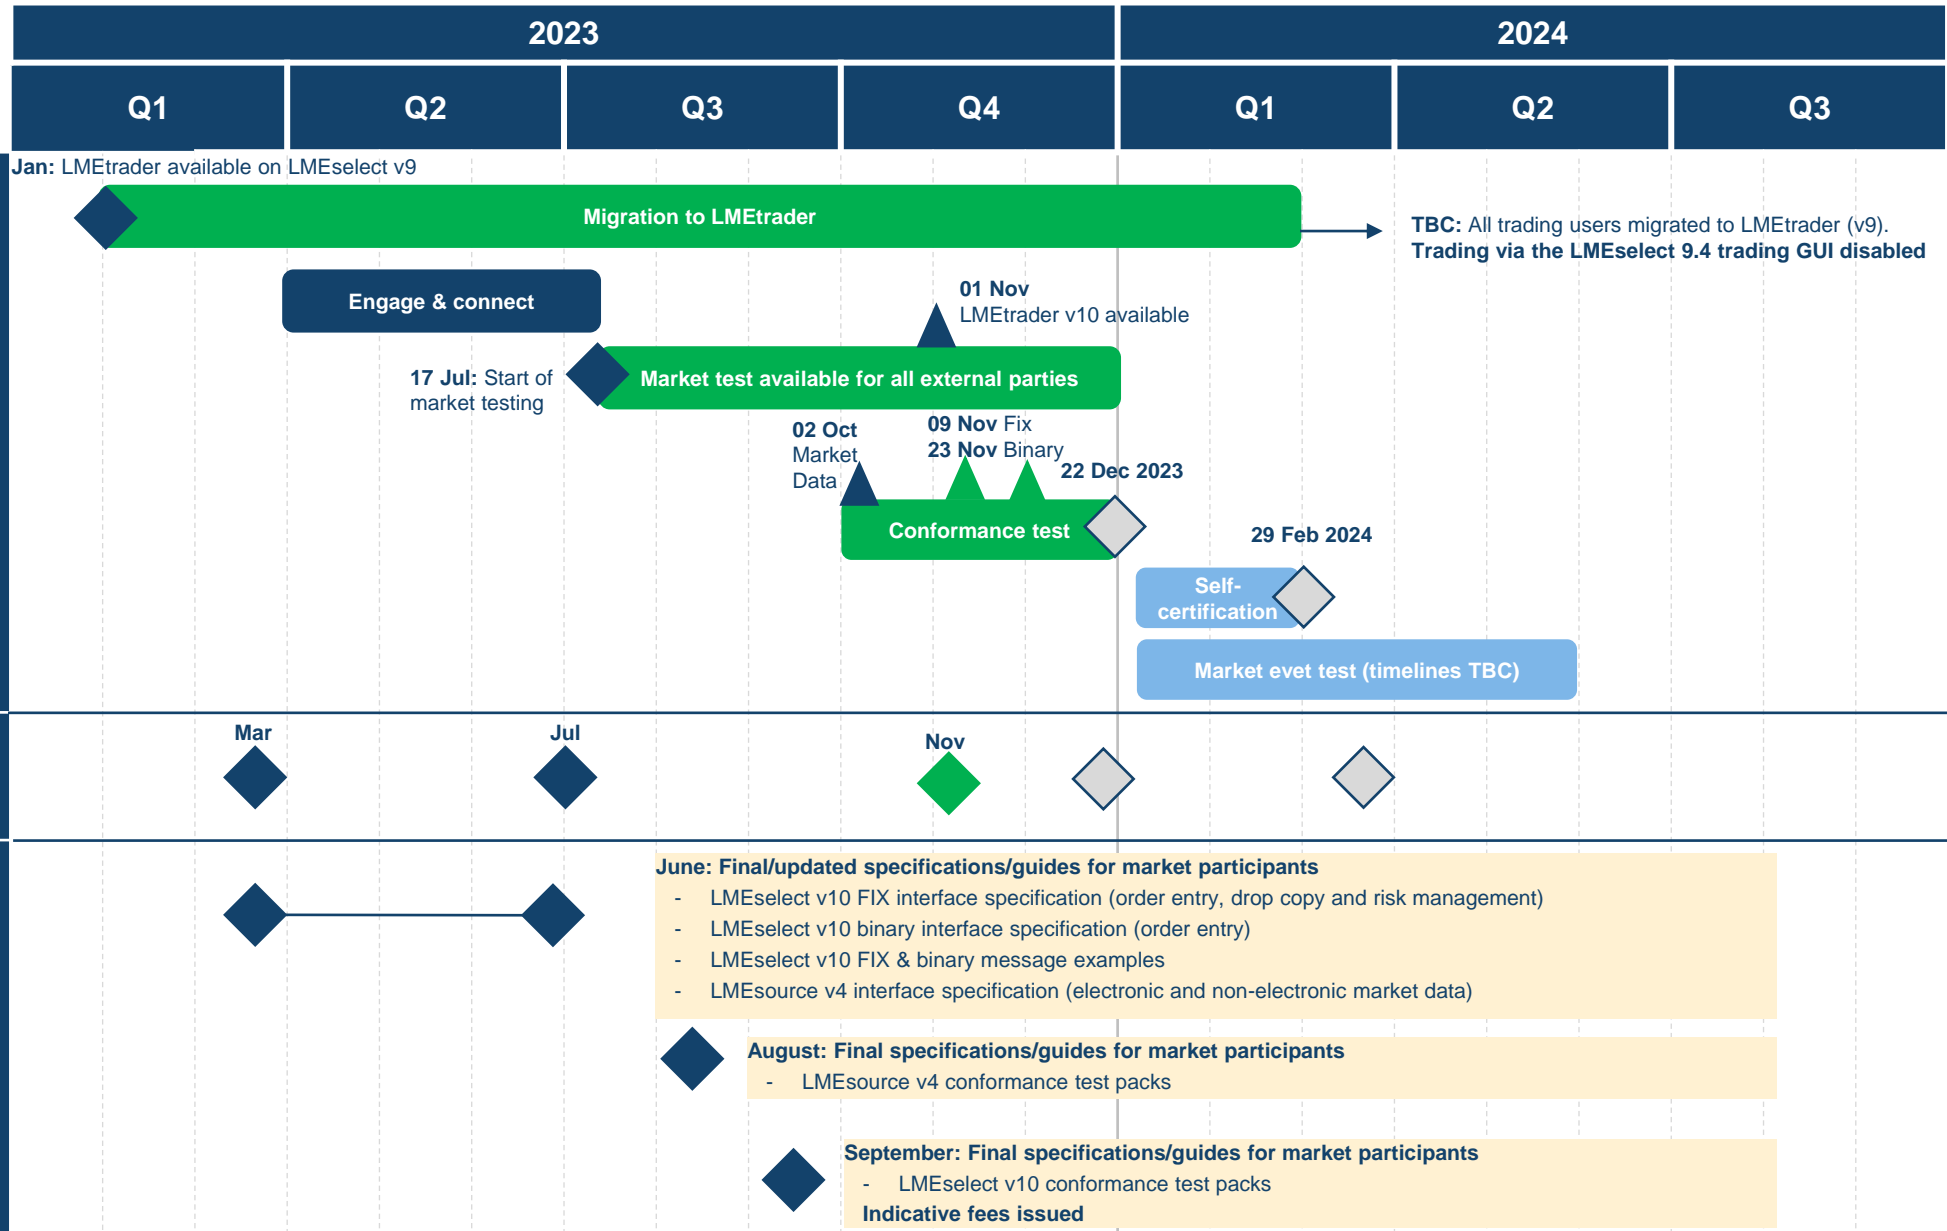 2023
2024
Q1
Q2
Q3
Q4
Q1
Q2
Q3
Jan: LMEtrader available on LMEselect v9
Migration to LMEtrader
TBC: All trading users migrated to LMEtrader (v9).
Trading via the LMEselect 9.4 trading GUI disabled
Engage & connect
01 Nov
LMEtrader v10 available
17 Jul: Start of
market testing
Market test available for all external parties
02 Oct
Market
Data
09 Nov Fix
23 Nov Binary
22 Dec 2023
Conformance test
29 Feb 2024
Self-
certification
Market evet test (timelines TBC)
Mar
Jul
Nov
June: Final/updated specifications/guides for market participants
- LMEselect v10 FIX interface specification (order entry, drop copy and risk management)
- LMEselect v10 binary interface specification (order entry)
- LMEselect v10 FIX & binary message examples
- LMEsource v4 interface specification (electronic and non-electronic market data)
August: Final specifications/guides for market participants
- LMEsource v4 conformance test packs
September: Final specifications/guides for market participants
- LMEselect v10 conformance test packs
Indicative fees issued